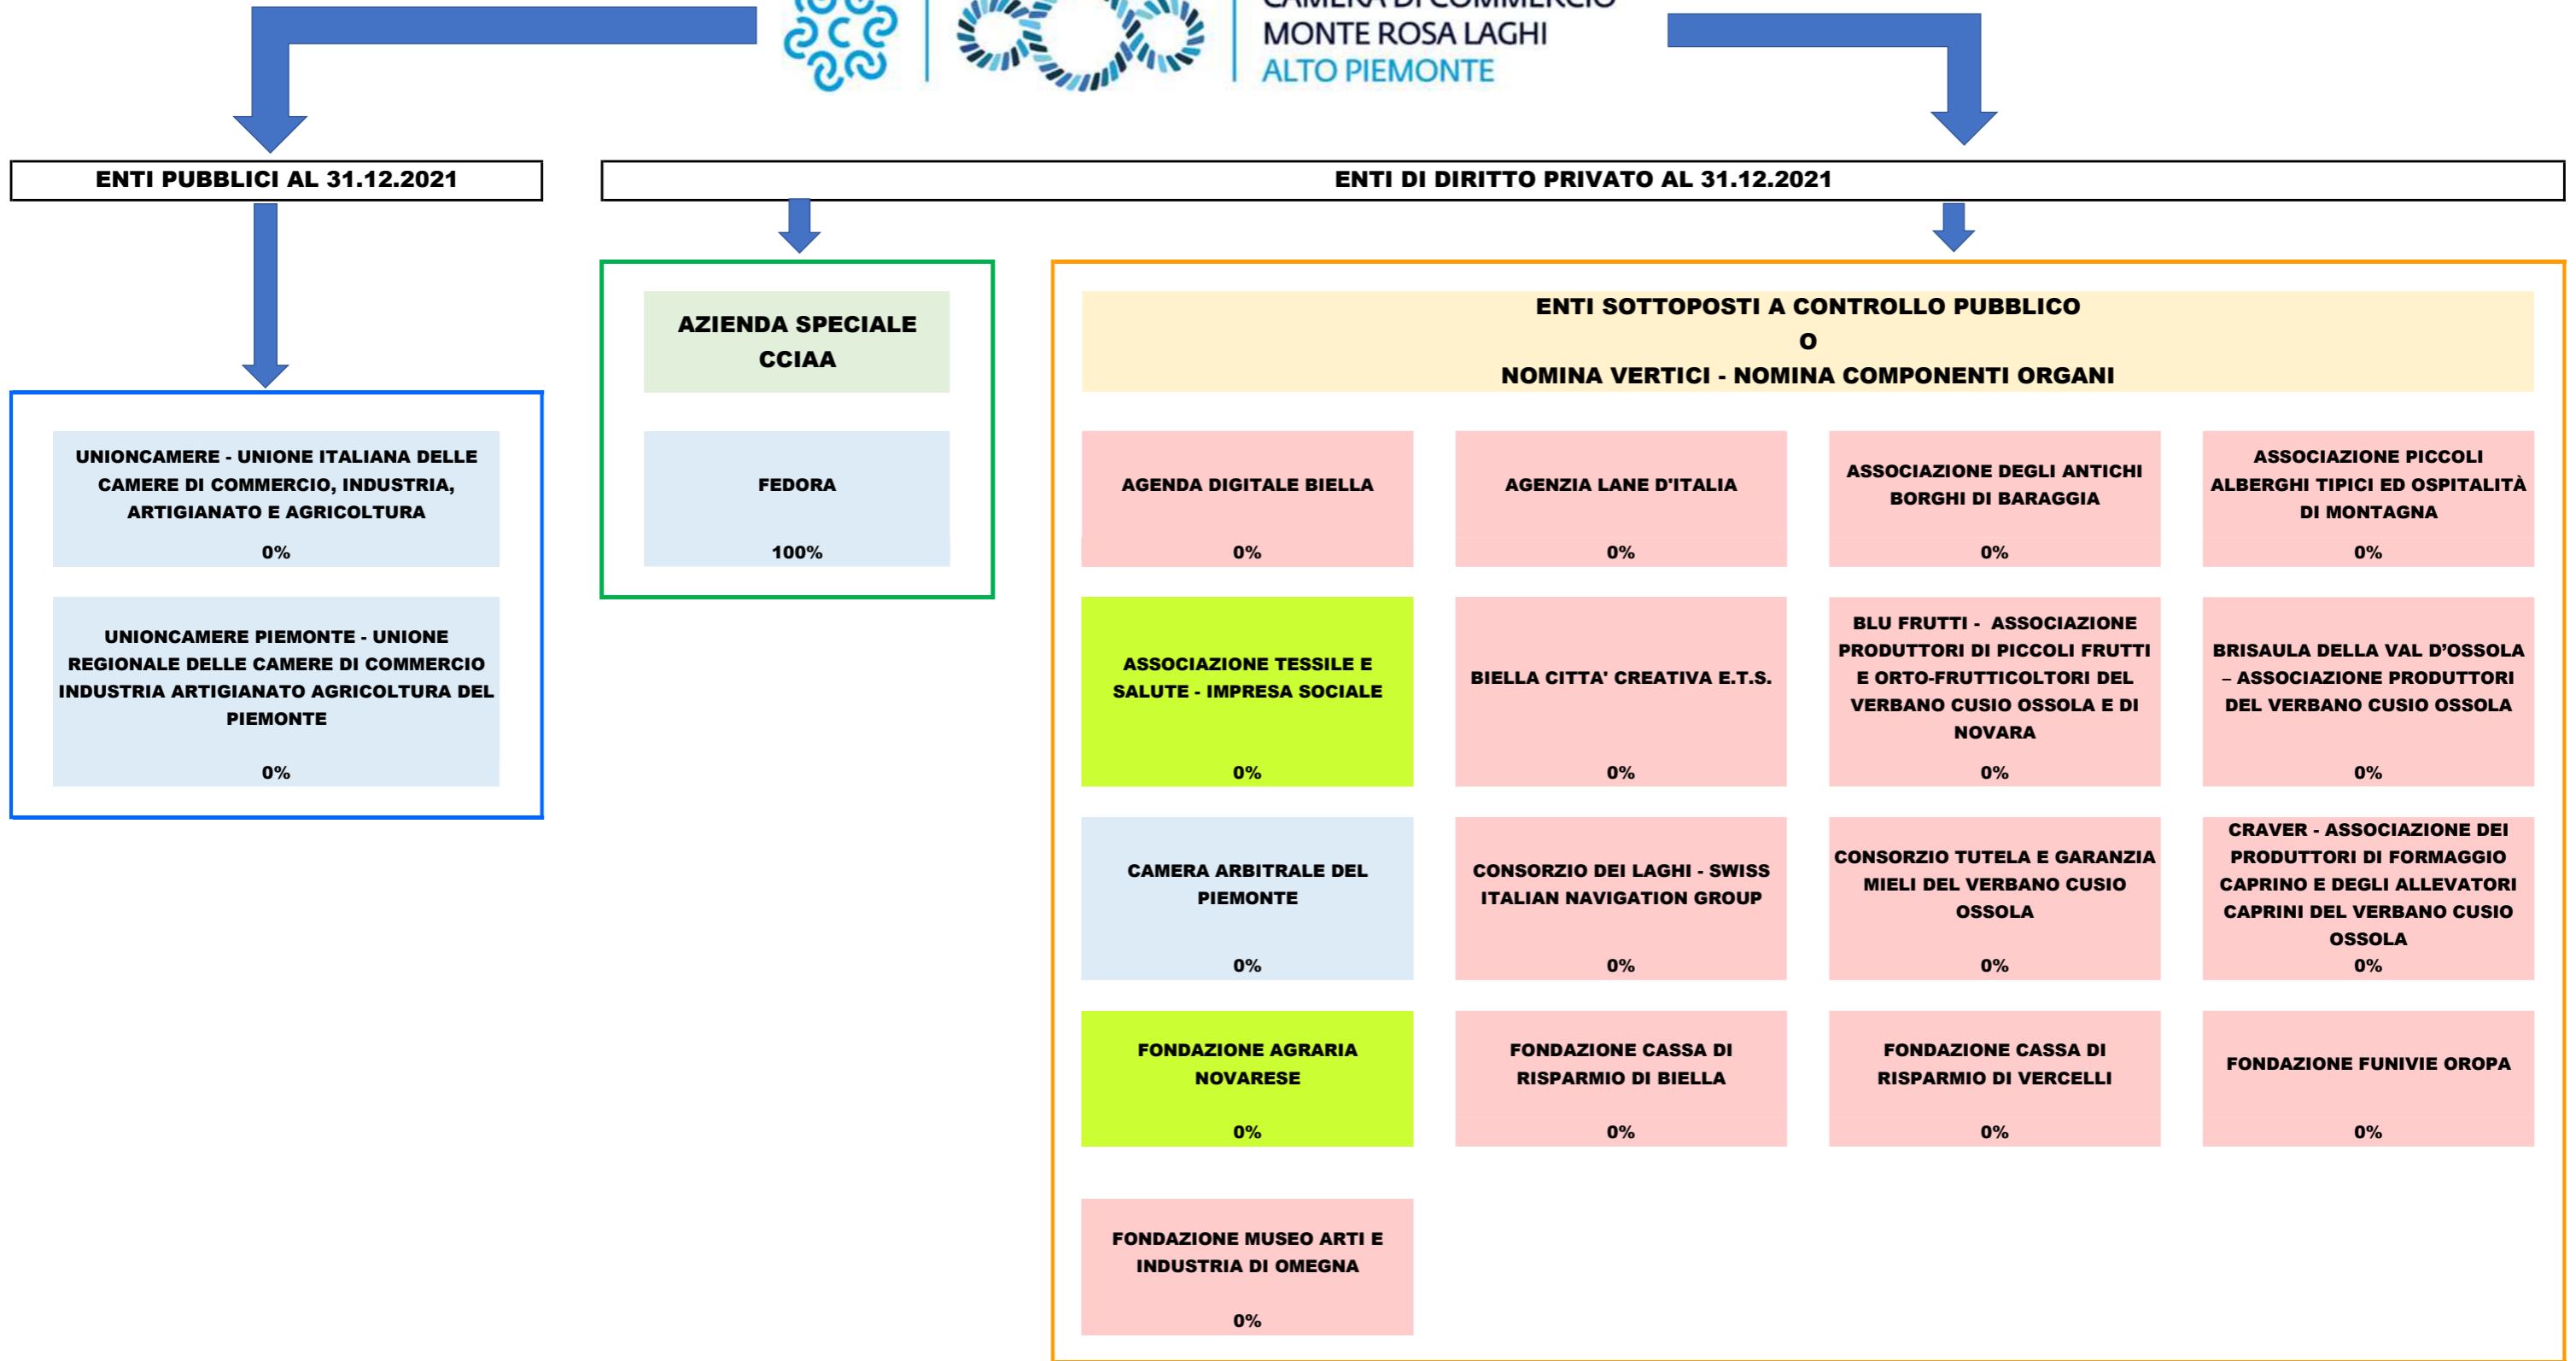 CAMERA DI COMMERCIO
MONTE ROSA LAGHI
ALTO PIEMONTE
ENTI PUBBLICI AL 31.12.2021
ENTI DI DIRITTO PRIVATO AL 31.12.2021
UNIONCAMERE - UNIONE ITALIANA DELLE
CAMERE DI COMMERCIO, INDUSTRIA,
ARTIGIANATO E AGRICOLTURA
0%
UNIONCAMERE PIEMONTE - UNIONE
REGIONALE DELLE CAMERE DI COMMERCIO
INDUSTRIA ARTIGIANATO AGRICOLTURA DEL
PIEMONTE
0%
AZIENDA SPECIALE
CCIAA
FEDORA
100%
ENTI SOTTOPOSTI A CONTROLLO PUBBLICO
O
NOMINA VERTICI - NOMINA COMPONENTI ORGANI
AGENDA DIGITALE BIELLA
0%
AGENZIA LANE D'ITALIA
0%
ASSOCIAZIONE DEGLI ANTICHI
BORGHI DI BARAGGIA
0%
ASSOCIAZIONE PICCOLI
ALBERGHI TIPICI ED OSPITALITÀ
DI MONTAGNA
0%
ASSOCIAZIONE TESSILE E
SALUTE - IMPRESA SOCIALE
0%
BIELLA CITTA' CREATIVA E.T.S.
0%
BLU FRUTTI - ASSOCIAZIONE
PRODUTTORI DI PICCOLI FRUTTI
E ORTO-FRUTTICOLTORI DEL
VERBANO CUSIO OSSOLA E DI
NOVARA
0%
BRISAULA DELLA VAL D’OSSOLA
– ASSOCIAZIONE PRODUTTORI
DEL VERBANO CUSIO OSSOLA
0%
CAMERA ARBITRALE DEL
PIEMONTE
0%
CONSORZIO DEI LAGHI - SWISS
ITALIAN NAVIGATION GROUP
0%
CONSORZIO TUTELA E GARANZIA
MIELI DEL VERBANO CUSIO
OSSOLA
0%
CRAVER - ASSOCIAZIONE DEI
PRODUTTORI DI FORMAGGIO
CAPRINO E DEGLI ALLEVATORI
CAPRINI DEL VERBANO CUSIO
OSSOLA
0%
FONDAZIONE AGRARIA
NOVARESE
0%
FONDAZIONE CASSA DI
RISPARMIO DI BIELLA
0%
FONDAZIONE CASSA DI
RISPARMIO DI VERCELLI
0%
FONDAZIONE FUNIVIE OROPA
0%
FONDAZIONE MUSEO ARTI E
INDUSTRIA DI OMEGNA
0%